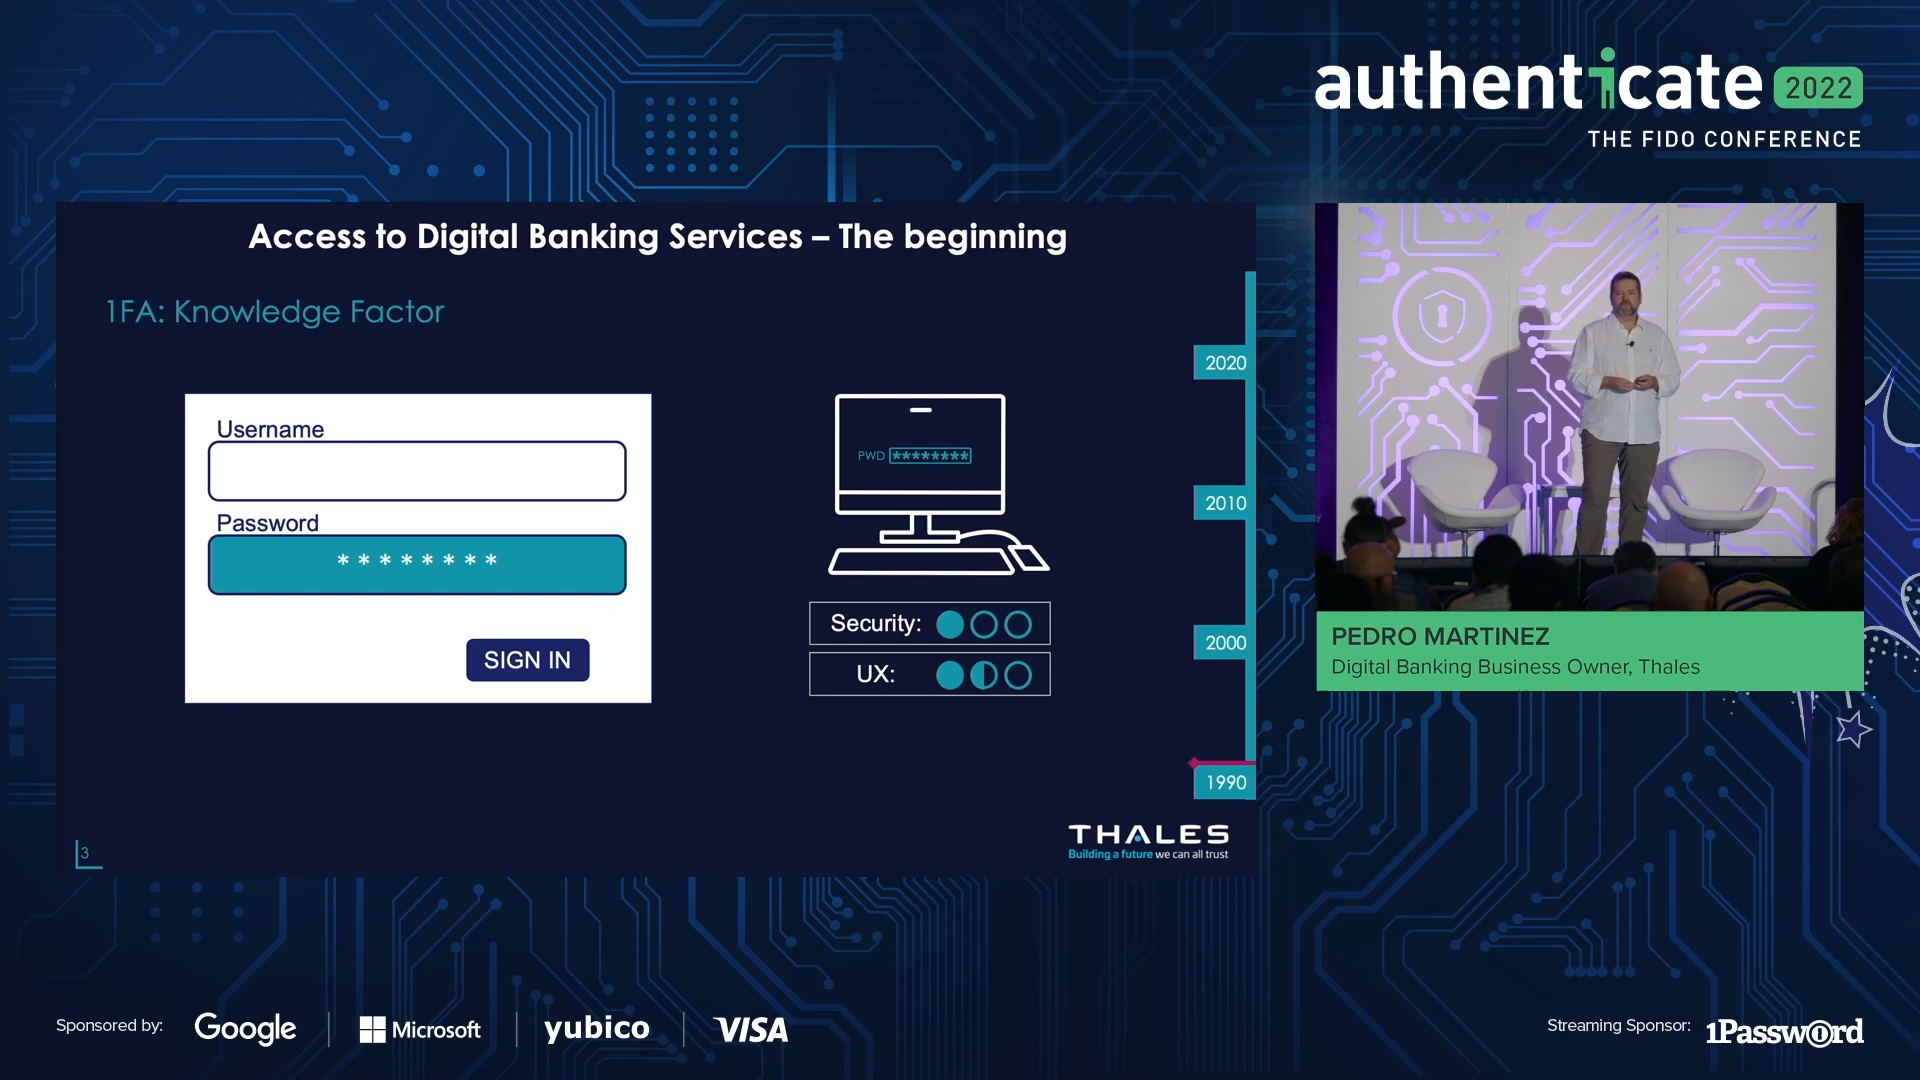 authenticate 2022
THE FIDO CONFERENCE
Access to Digital Banking Services – The beginning
1FA: Knowledge Factor
Username
Password
* * * * * * * *
SIGN IN
PWD ********
Security:
UX:
2020
2010
2000
1990
THALES
Building a future we can all trust
3
PEDRO MARTINEZ
Digital Banking Business Owner, Thales
Sponsored by:
Google
Microsoft
yubico
VISA
Streaming Sponsor:
1Password